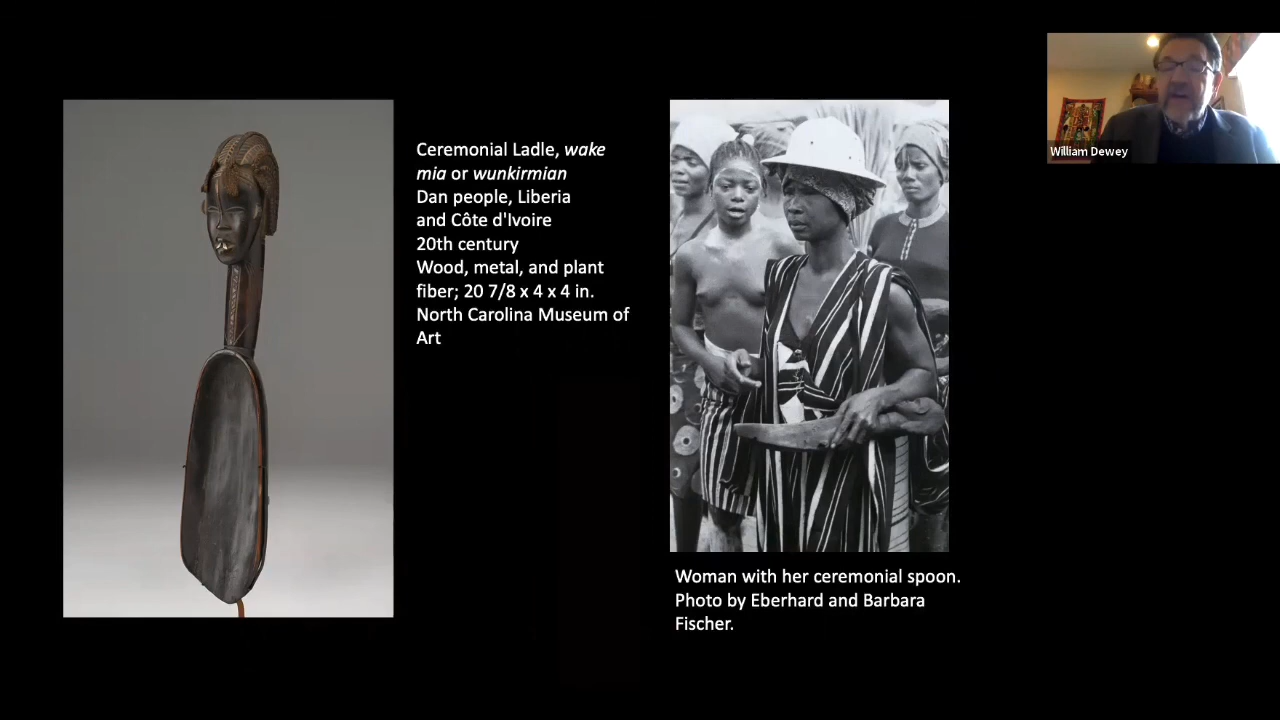 Ceremonial Ladle, wake
mia or wunkirmian
Dan people, Liberia
and Côte d'Ivoire
20th century
Wood, metal, and plant
fiber; 20 7/8 x 4 x 4 in.
North Carolina Museum of
Art
Woman with her ceremonial spoon.
Photo by Eberhard and Barbara
Fischer.
William Dewey